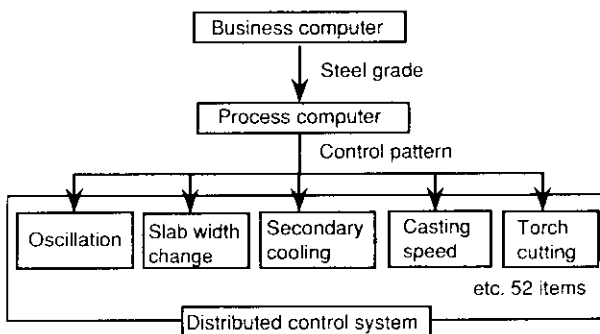 Business computer
Steel grade
Process computer
Control pattern
Oscillation
Slab width
change
Secondary
cooling
Casting
speed
Torch
cutting
etc. 52 items
Distributed control system